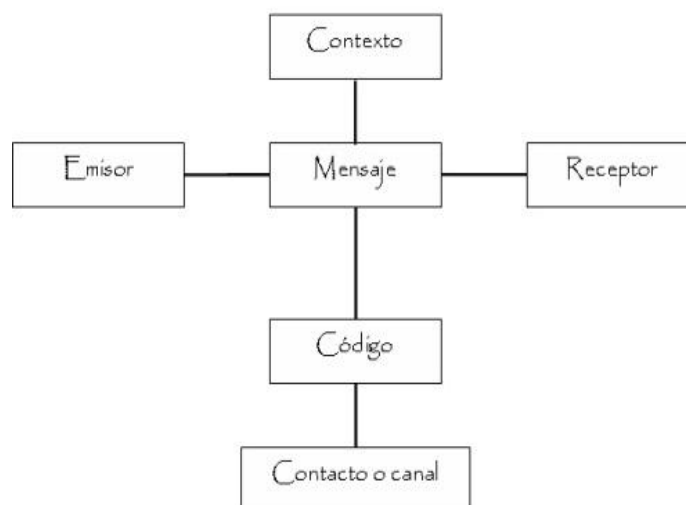 Contexto
Emisor
Mensaje
Receptor
Código
Contacto o canal